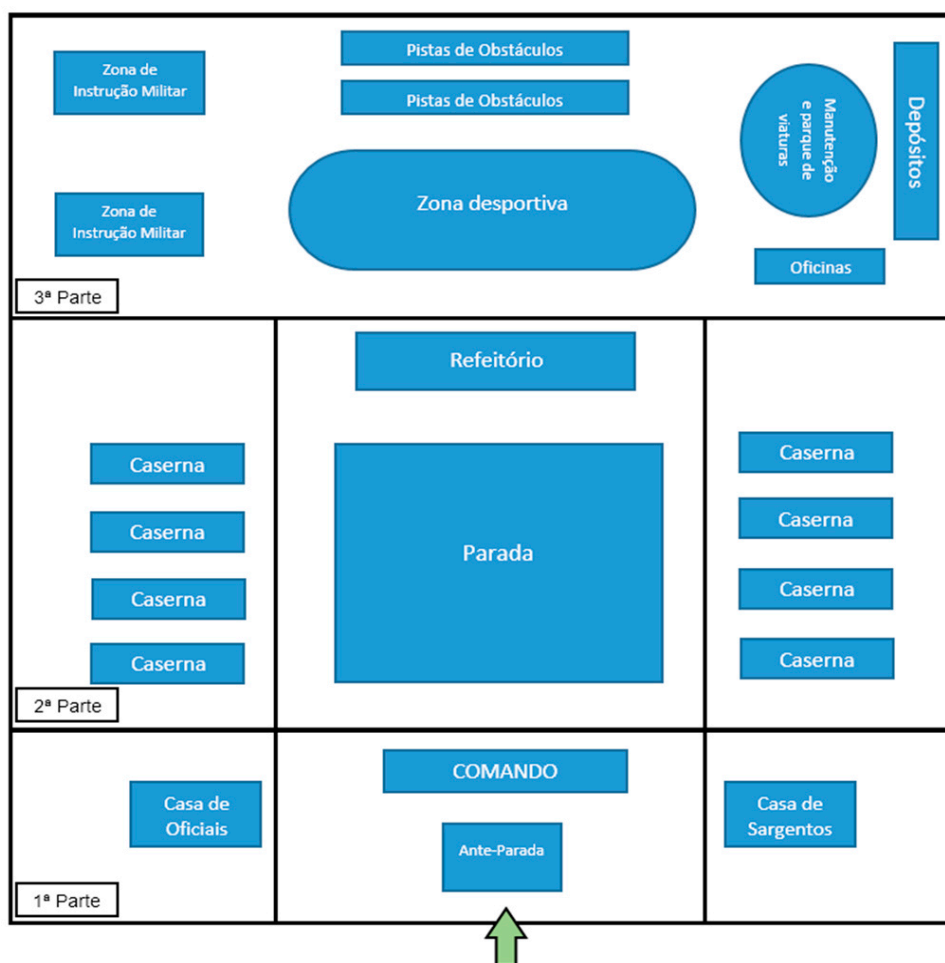 Pistas de Obstáculos
Zona de
Instrução Militar
Pistas de Obstáculos
Manutenção
e parque de
viaturas
Depósitos
Zona desportiva
Zona de
Instrução Militar
Oficinas
3ª Parte
Refeitório
Caserna
Caserna
Caserna
Caserna
Parada
Caserna
Caserna
Caserna
Caserna
2ª Parte
COMANDO
Casa de
Oficiais
Ante-Parada
Casa de
Sargentos
1ª Parte